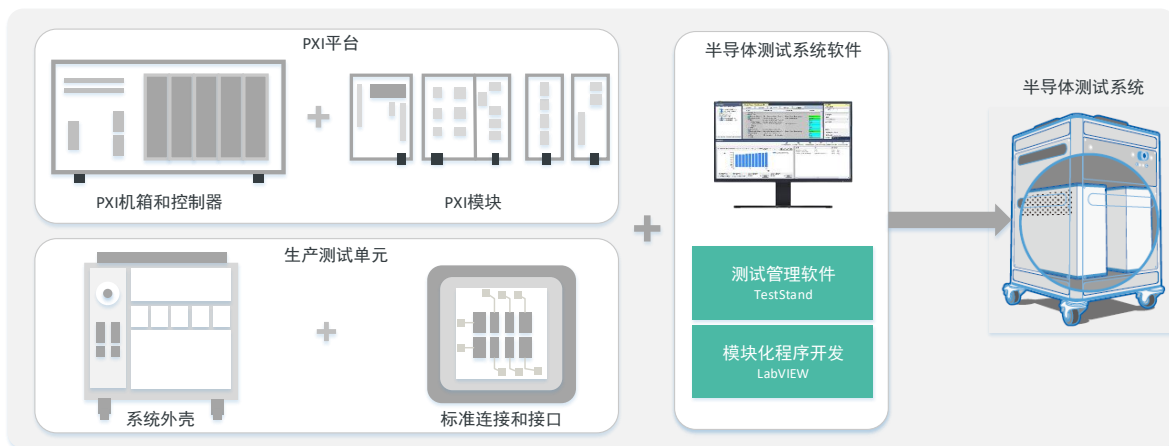 PXI平台
PXI机箱和控制器
PXI模块
生产测试单元
系统外壳
标准连接和接口
半导体测试系统软件
测试管理软件
TestStand
模块化程序开发
LabVIEW
半导体测试系统